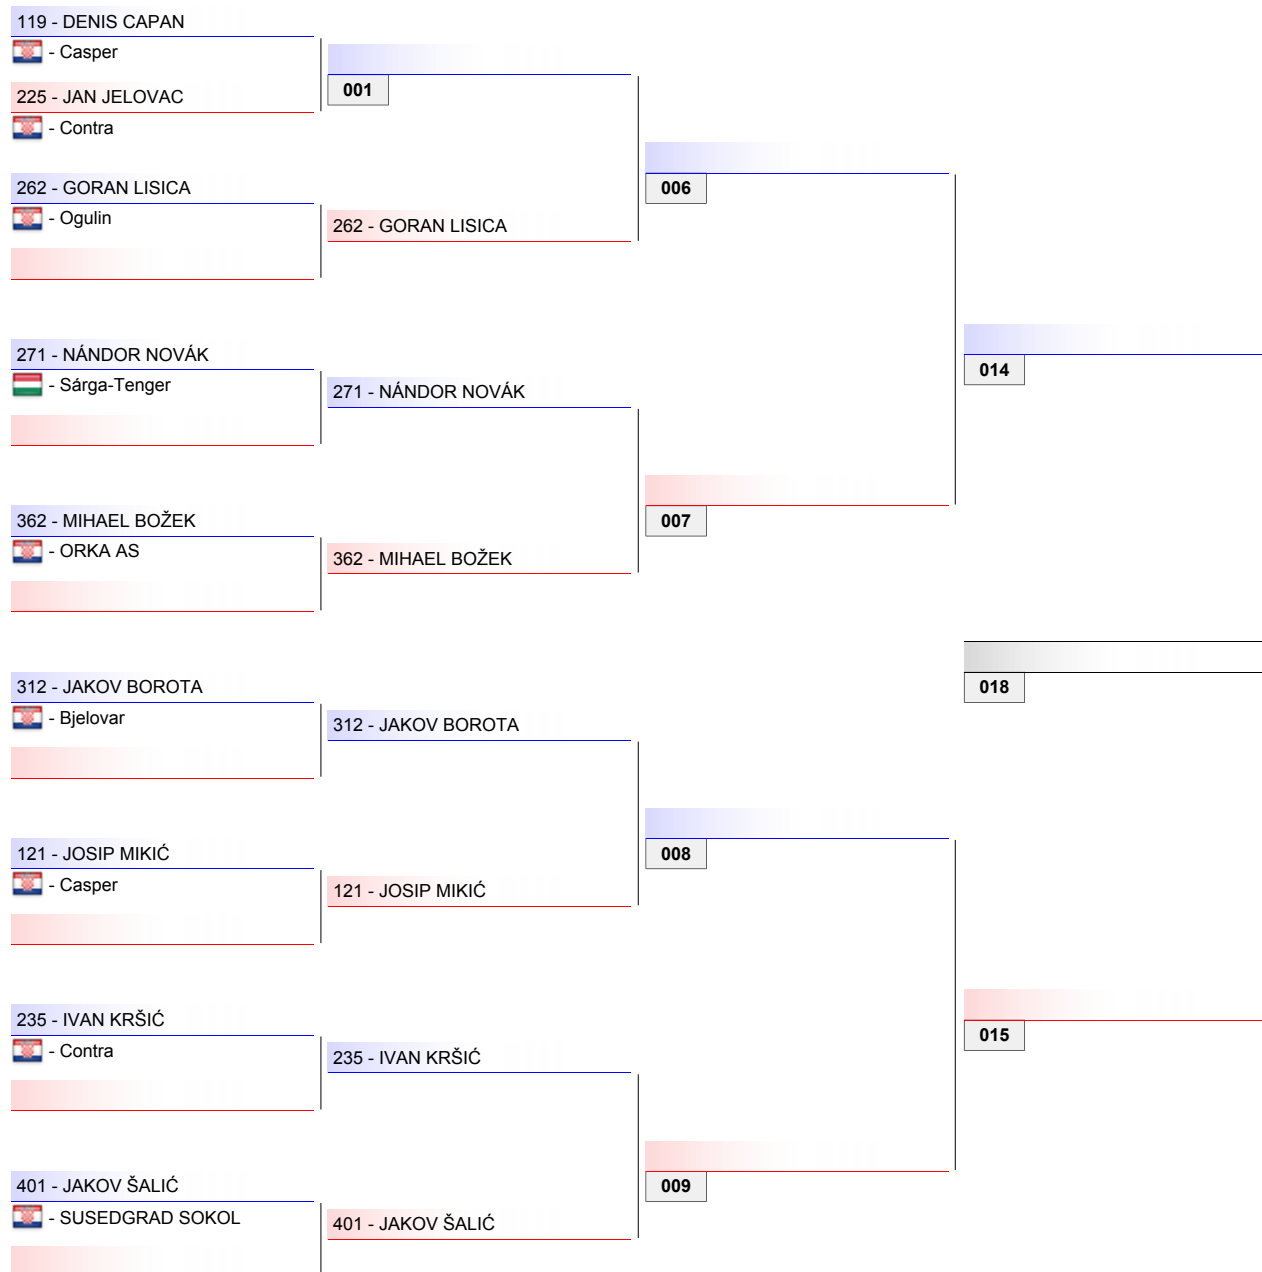 119 - DENIS CAPAN
- Casper
225 - JAN JELOVAC
- Contra
262 - GORAN LISICA
- Ogulin
271 - NÁNDOR NOVÁK
- Sárga-Tenger
362 - MIHAEL BOŽEK
- ORKA AS
312 - JAKOV BOROTA
- Bjelovar
121 - JOSIP MIKIĆ
- Casper
235 - IVAN KRŠIĆ
- Contra
401 - JAKOV ŠALIĆ
- SUSEDGRAD SOKOL
001
262 - GORAN LISICA
271 - NÁNDOR NOVÁK
362 - MIHAEL BOŽEK
312 - JAKOV BOROTA
121 - JOSIP MIKIĆ
235 - IVAN KRŠIĆ
401 - JAKOV ŠALIĆ
006
007
008
009
014
018
015